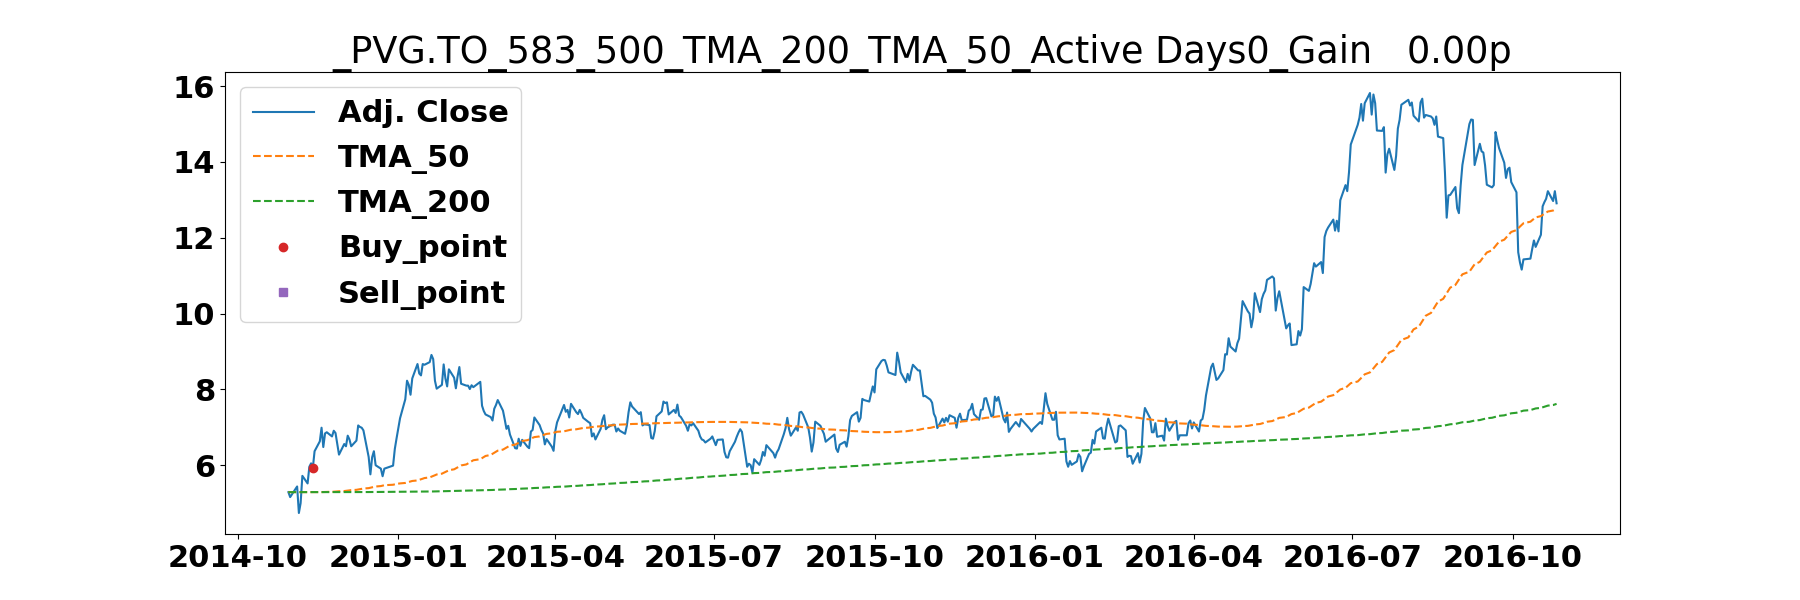 _PVG.TO_583_500_TMA_200_TMA_50_Active Days0_Gain   0.00p
16
14
12
10
8
6
Adj. Close
TMA_50
TMA_200
Buy_point
Sell_point
2014-10 2015-01 2015-04 2015-07 2015-10 2016-01 2016-04 2016-07 2016-10